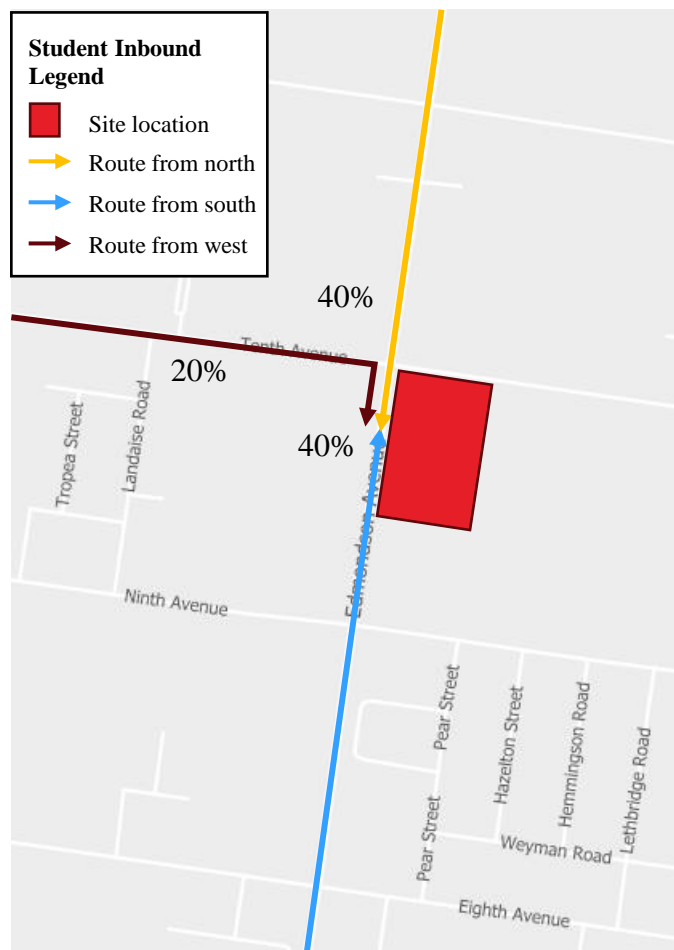 Student Inbound
Legend
Site location
Route from north
Route from south
Route from west
40%
Tenth Avenue
20%
40%
Tropea Street
Landaise Road
Edmondson Avenue
Ninth Avenue
Pear Street
Hazelton Street
Hemmingson Road
Lethbridge Road
Pear Street
Weyman Road
Eighth Avenue